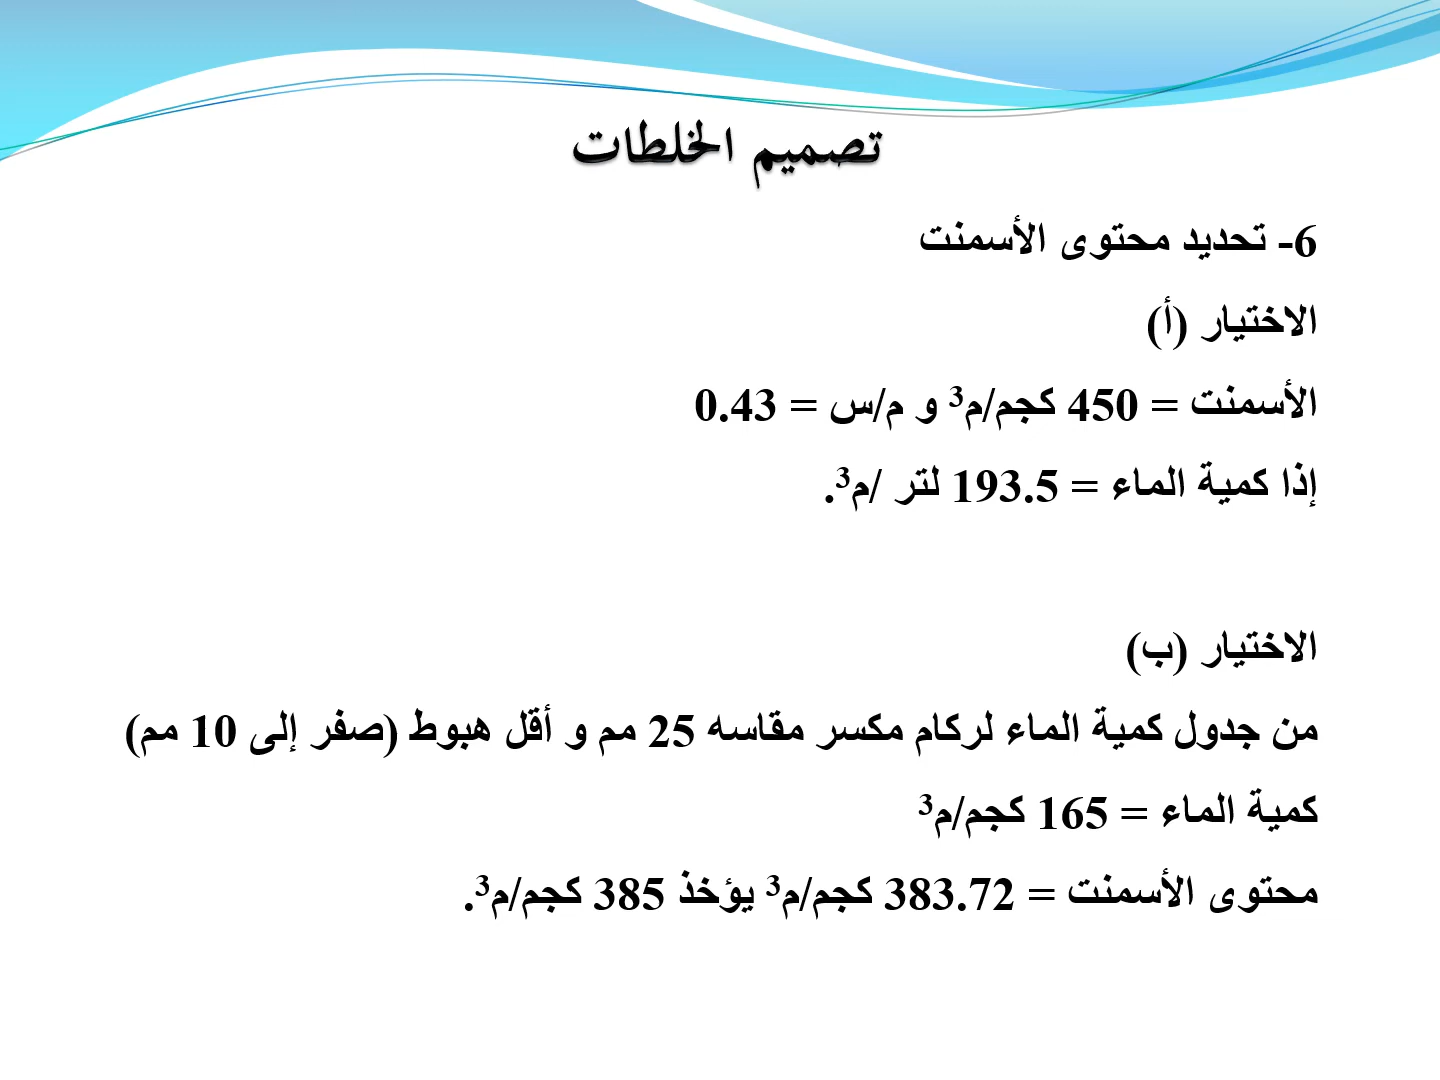 تصميم الخلطات
6- تحديد محتوى الأسمنت
الاختيار (أ)
الأسمنت = 450 كجم/م³ و م/س = 0.43
إذا كمية الماء = 193.5 لتر /م³.
الاختيار (ب)
من جدول كمية الماء لركام مكسر مقاسه 25 مم و أقل هبوط (صفر إلى 10 مم)
كمية الماء = 165 كجم/م³
محتوى الأسمنت = 383.72 كجم/م³ يؤخذ 385 كجم/م³.